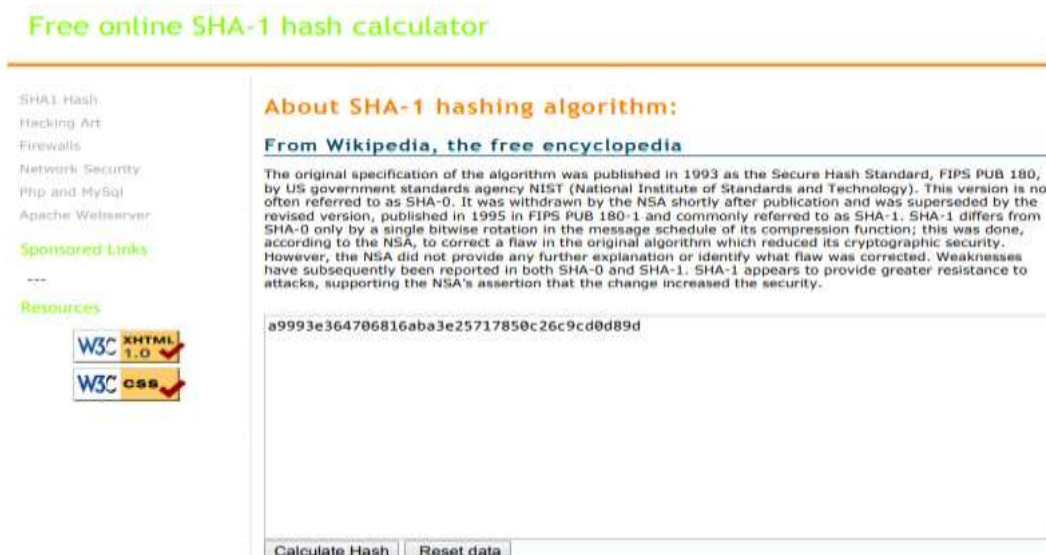 Free online SHA-1 hash calculator
SHA1 Hash
Hacking Art
Firewalls
Network Security
Php and MySql
Apache Webserver
Sponsored Links
---
Resources
W3C XHTML 1.0
W3C css
About SHA-1 hashing algorithm:
From Wikipedia, the free encyclopedia
The original specification of the algorithm was published in 1993 as the Secure Hash Standard, FIPS PUB 180,
by US government standards agency NIST (National Institute of Standards and Technology). This version is no
often referred to as SHA-0. It was withdrawn by the NSA shortly after publication and was superseded by the
revised version, published in 1995 in FIPS PUB 180-1 and commonly referred to as SHA-1. SHA-1 differs from
SHA-0 only by a single bitwise rotation in the message schedule of its compression function; this was done,
according to the NSA, to correct a flaw in the original algorithm which reduced its cryptographic security.
However, the NSA did not provide any further explanation or identify what flaw was corrected. Weaknesses
have subsequently been reported in both SHA-0 and SHA-1. SHA-1 appears to provide greater resistance to
attacks, supporting the NSA's assertion that the change increased the security.
a9993e364706816aba3e25717850c26c9cd0d89d
Calculate Hash Reset data